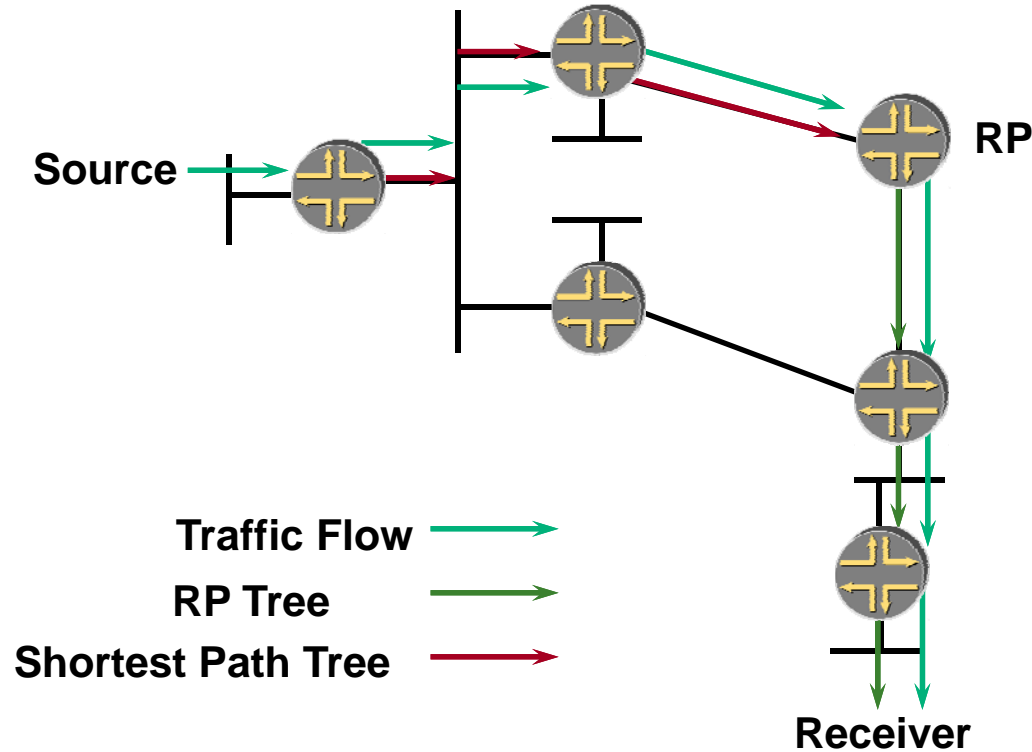 RP
Source
Traffic Flow
RP Tree
Shortest Path Tree
Receiver